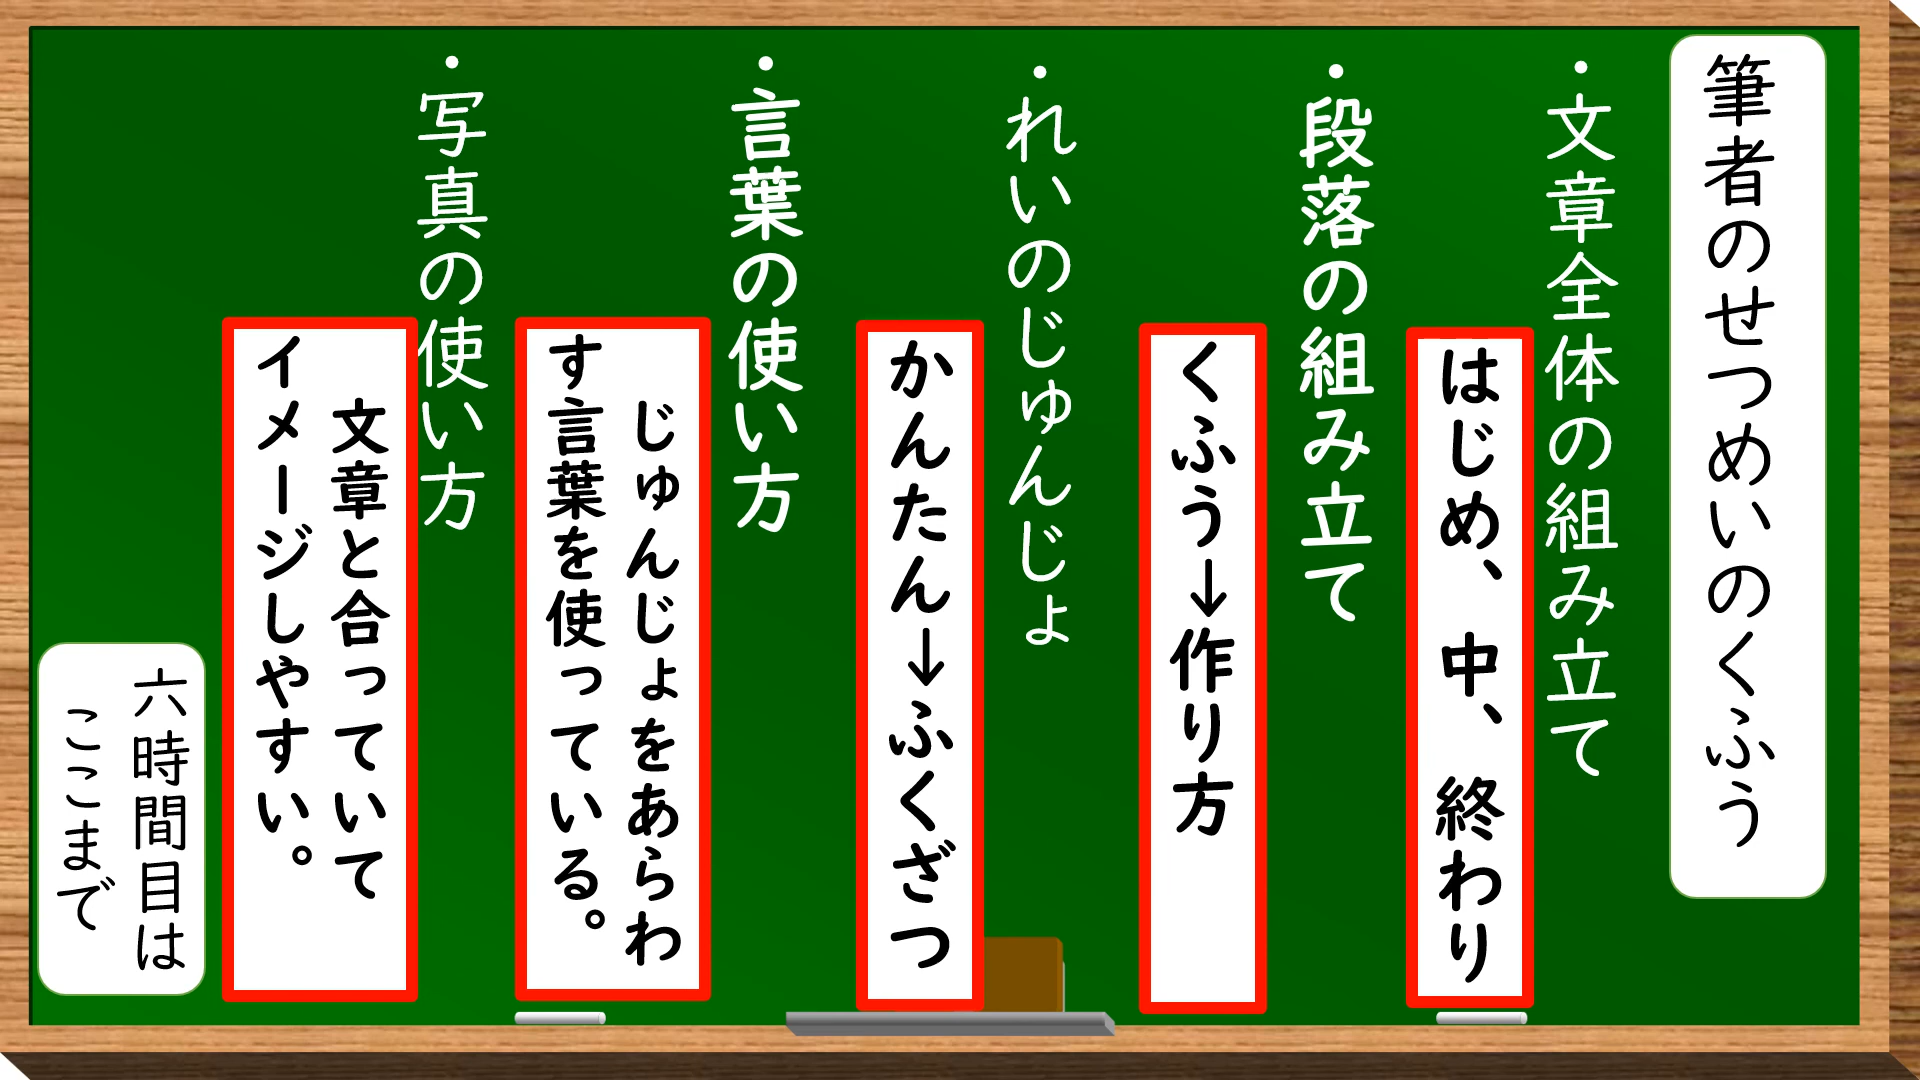 筆者のせつめいのくふう
・文章全体の組み立て
はじめ、中、終わり
・段落の組み立て
くふう→作り方
・れいのじゅんじょ
かんたん→ふくざつ
・言葉の使い方
じゅんじょをあらわ
す言葉を使っている。
・写真の使い方
文章と合っていて
イメージしやすい。
六時間目は
ここまで